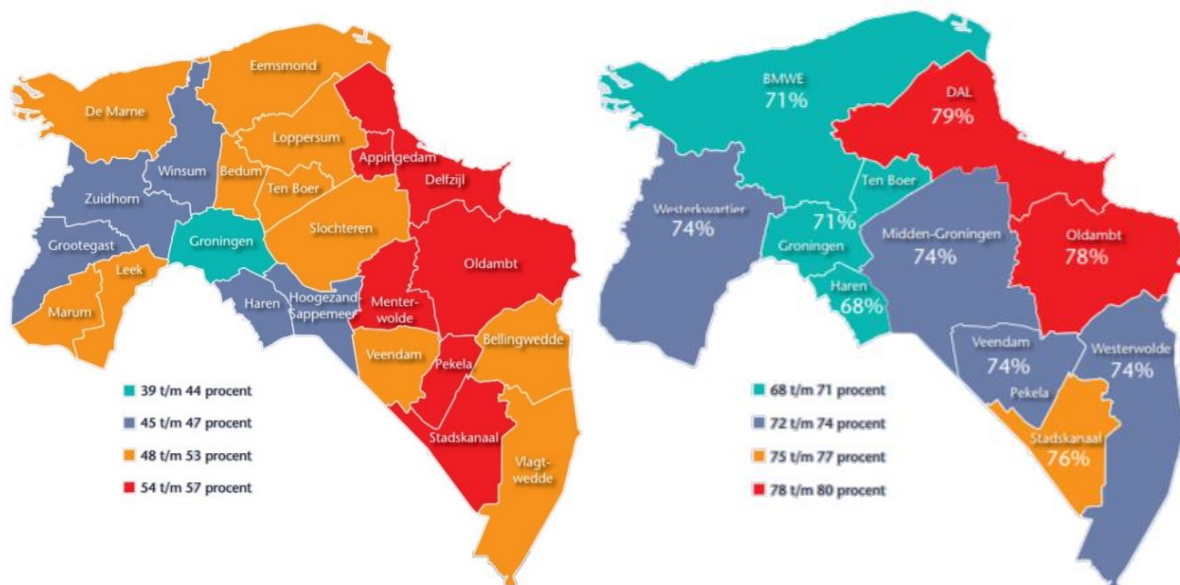 Eemsmond
De Marne
Loppersum
Appingedam
Winsum
Bedum
Delfzijl
Ten Boer
Zuidhorn
Slochteren
Groningen
Grootegast
Leek
Oldambt
Haren
Hoogezand-
Sappemeer
Menter-
wolde
Marum
Bellingwedde
Veendam
Pekela
Stadskanaal
Vlagt-
wedde
39 t/m 44 procent
45 t/m 47 procent
48 t/m 53 procent
54 t/m 57 procent
BMWE
71%
DAL
79%
Ten Boer
Westerkwartier
74%
71%
Groningen
Midden-Groningen
74%
Oldambt
78%
Haren
68%
Veendam
74%
Pekela
Westerwolde
74%
Stadskanaal
76%
68 t/m 71 procent
72 t/m 74 procent
75 t/m 77 procent
78 t/m 80 procent